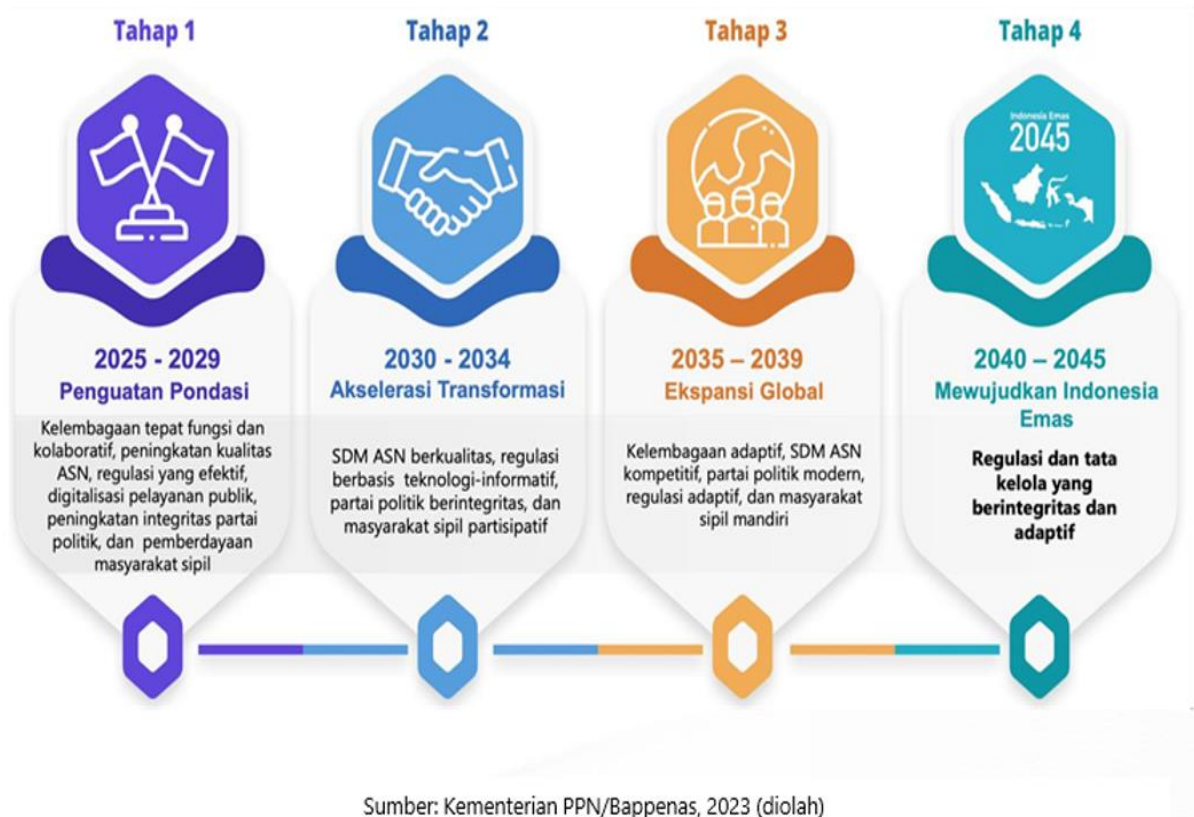 Tahap 1
Tahap 2
Tahap 3
Tahap 4
Indonesia Emas
2045
2025 - 2029
Penguatan Pondasi
Kelembagaan tepat fungsi dan
kolaboratif, peningkatan kualitas
ASN, regulasi yang efektif,
digitalisasi pelayanan publik,
peningkatan integritas partai
politik, dan pemberdayaan
masyarakat sipil
2030 - 2034
Akselerasi Transformasi
SDM ASN berkualitas, regulasi
berbasis teknologi-informatif,
partai politik berintegritas, dan
masyarakat sipil partisipatif
2035 – 2039
Ekspansi Global
Kelembagaan adaptif, SDM ASN
kompetitif, partai politik modern,
regulasi adaptif, dan masyarakat
sipil mandiri
2040 – 2045
Mewujudkan Indonesia
Emas
Regulasi dan tata
kelola yang
berintegritas dan
adaptif
Sumber: Kementerian PPN/Bappenas, 2023 (diolah)